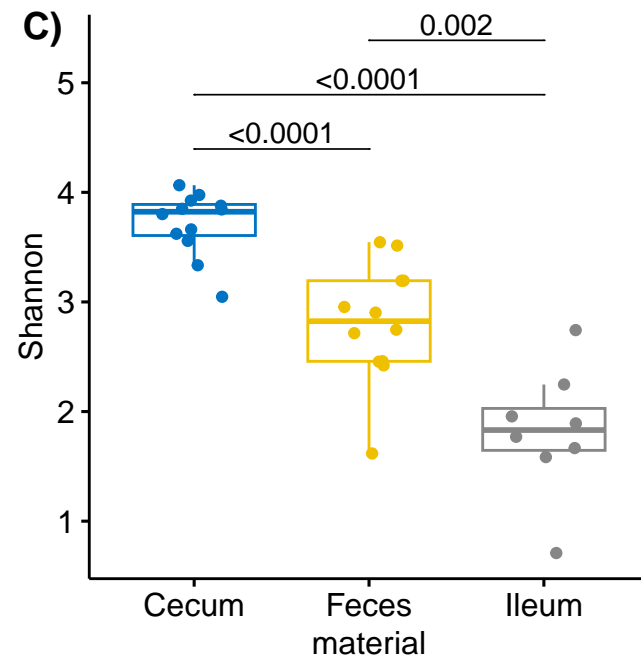 C)
0.002
<0.0001
<0.0001
5
4
3
2
1
Shannon
Cecum Feces Ileum
material